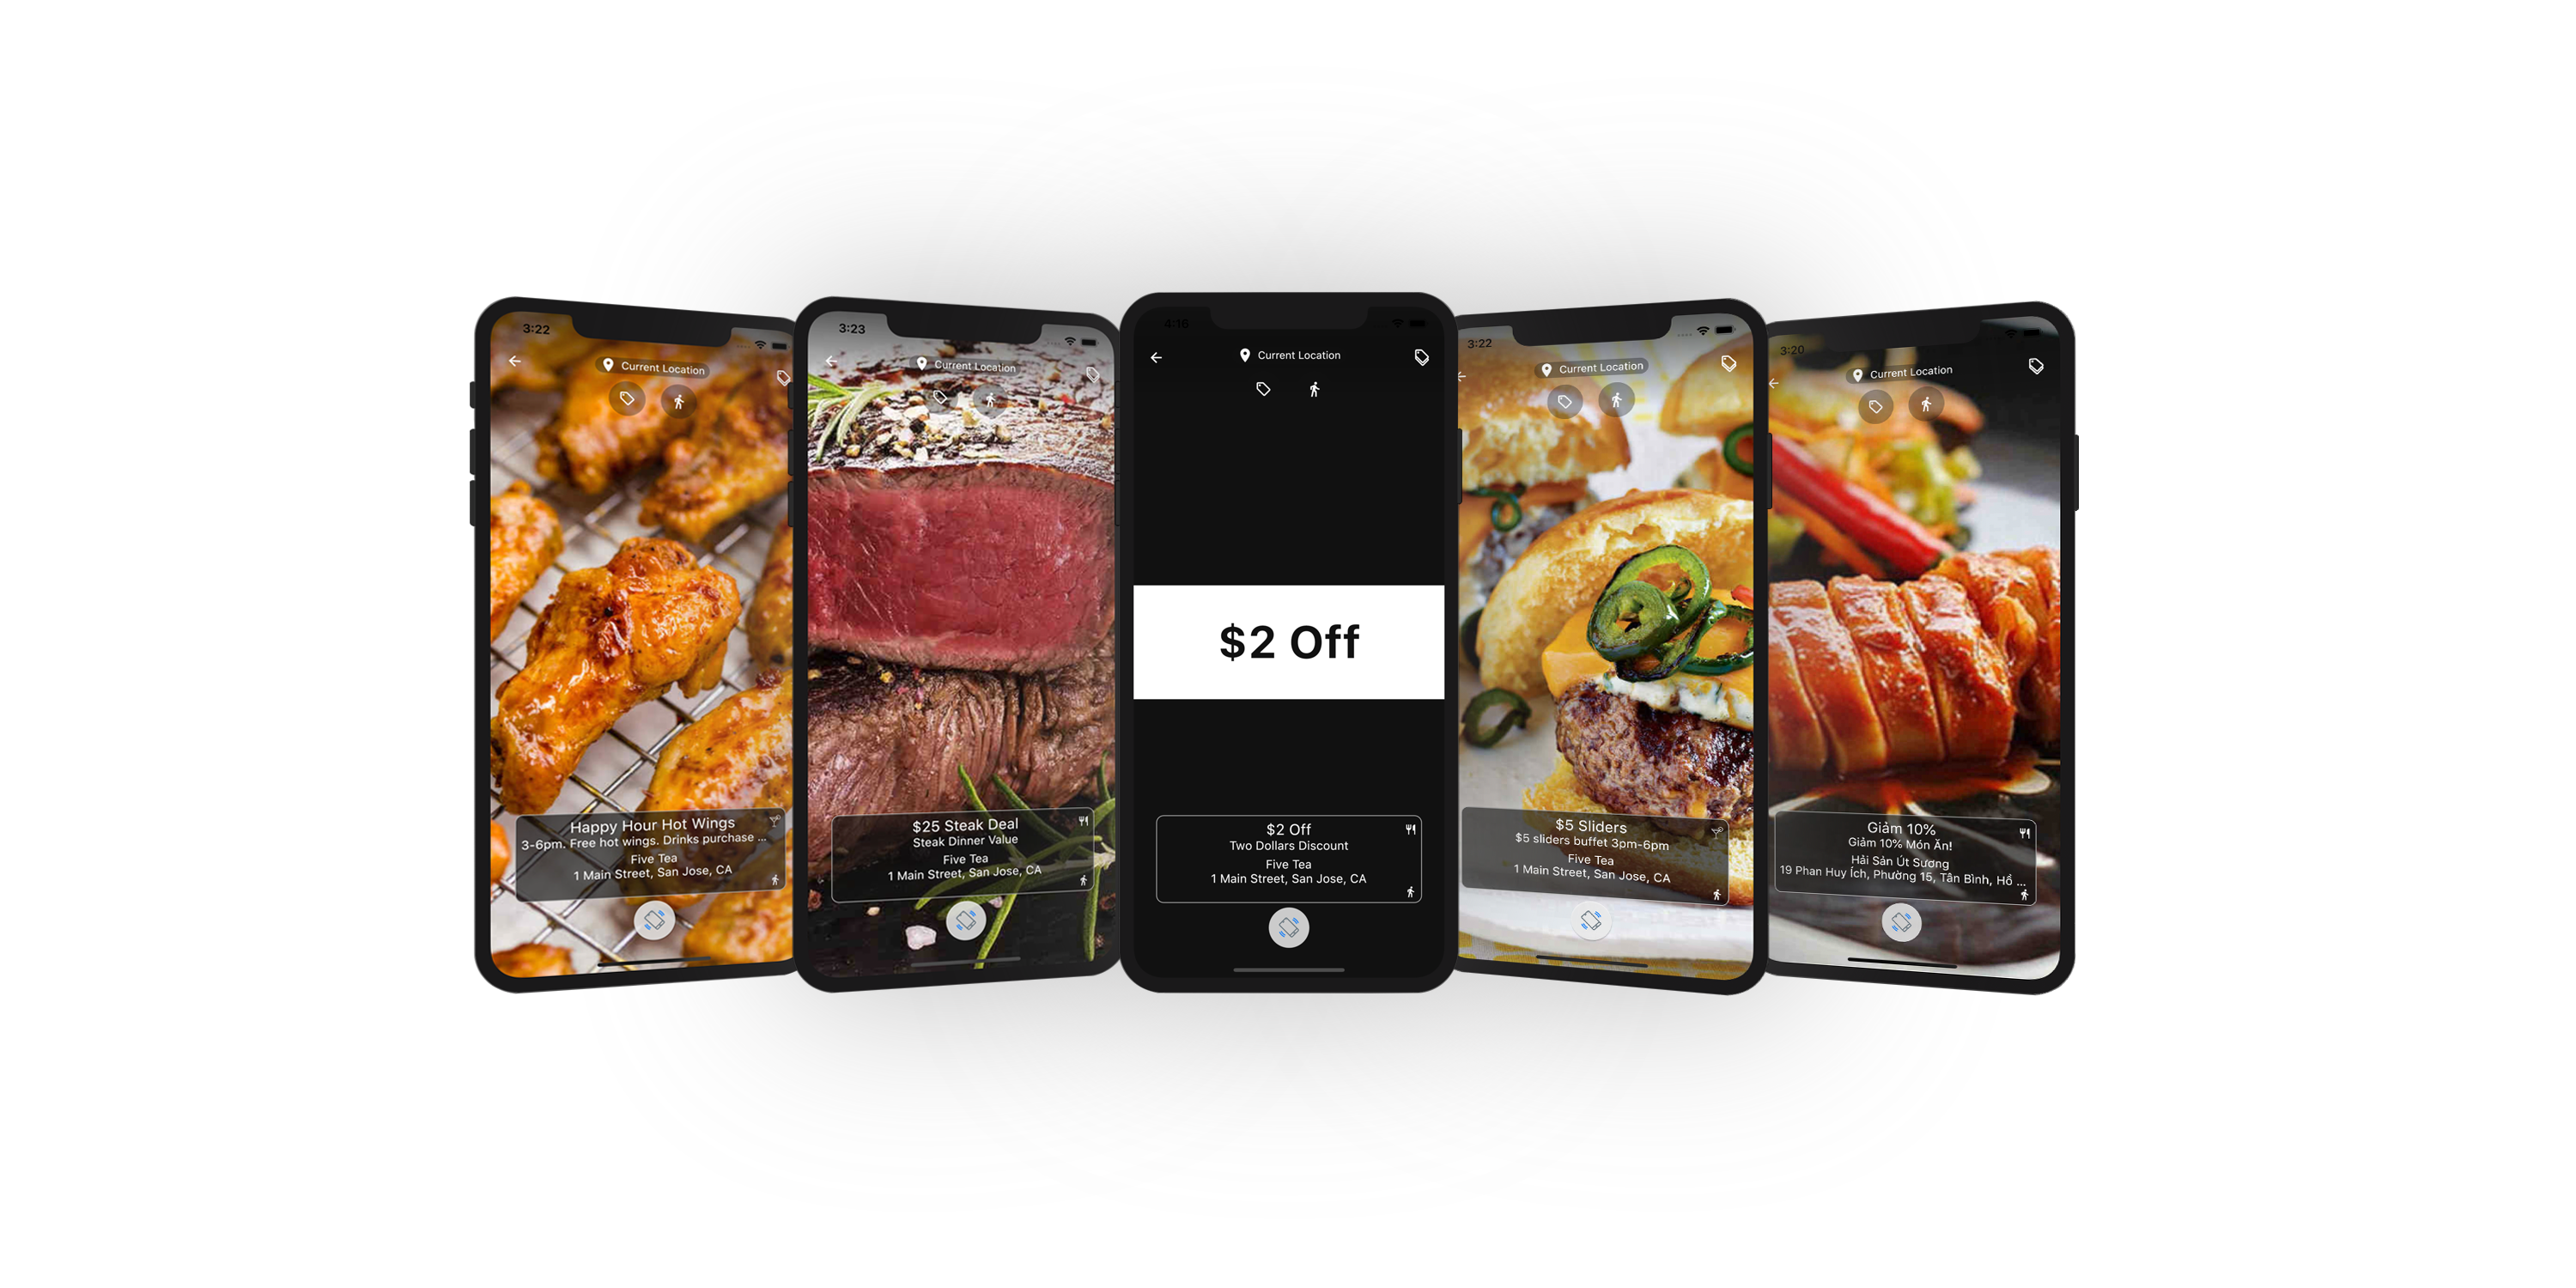 3:22
Current Location
Happy Hour Hot Wings
3-6pm. Free hot wings. Drinks purchase ...
Five Tea
1 Main Street, San Jose, CA
3:23
Current Location
$25 Steak Deal
Steak Dinner Value
Five Tea
1 Main Street, San Jose, CA
4:16
Current Location
$2 Off
$2 Off
Two Dollars Discount
Five Tea
1 Main Street, San Jose, CA
3:22
Current Location
$5 Sliders
$5 sliders buffet 3pm-6pm
Five Tea
1 Main Street, San Jose, CA
3:20
Current Location
Giảm 10%
Giảm 10% Món Ăn!
Hải Sản Út Sương
19 Phan Huy Ích, Phường 15, Tân Bình, Hồ ...